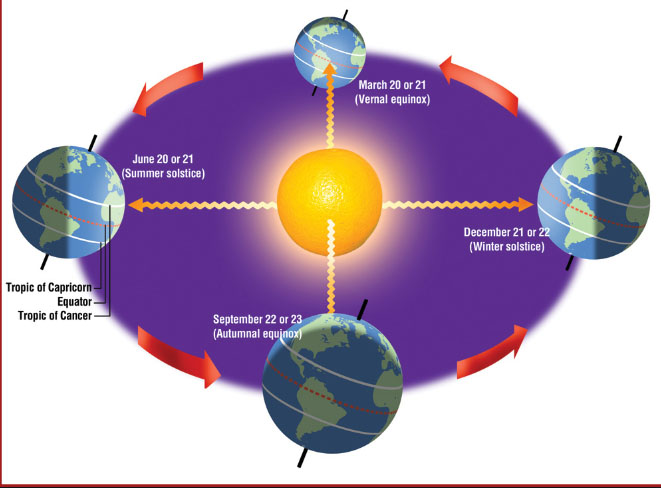 March 20 or 21
(Vernal equinox)
June 20 or 21
(Summer solstice)
December 21 or 22
(Winter solstice)
Tropic of Capricorn
Equator
Tropic of Cancer
September 22 or 23
(Autumnal equinox)